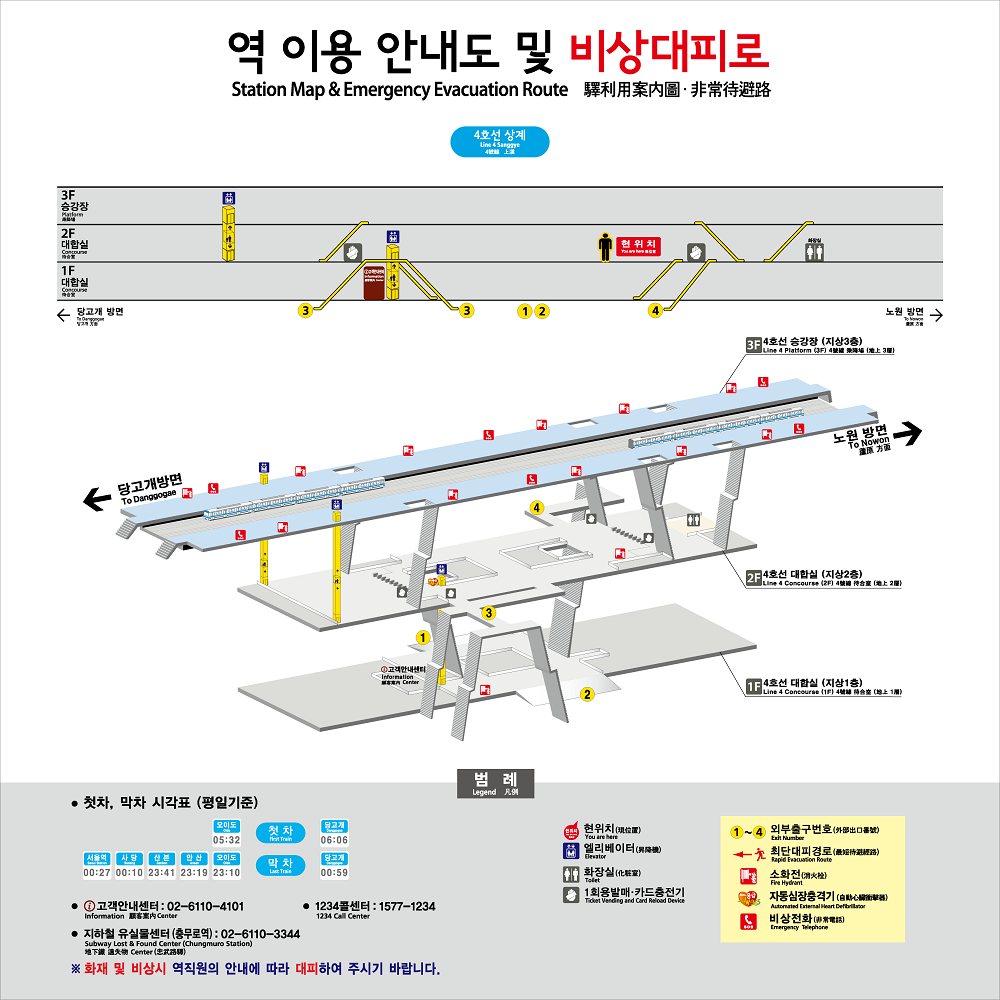 역 이용 안내도 및 비상대피로
Station Map & Emergency Evacuation Route 驛利用案内圖·非常待避路
4호선 상계
Line 4 Sanggye
4號線 上溪
3F
승강장
Platform
乘降場
2F
대합실
Concourse
待合室
1F
대합실
Concourse
待合室
고객안내센터
Information
현 위 치
You are here
화장실
3
3
1 2
4
당고개 방면
To Danggogae
당고개 方面
노원 방면
To Nowon
蘆原 方面
3F 4호선 승강장 (지상3층)
Line 4 Platform (3F) 4號線 乘降場 (地上 3層)
노원 방면
To Nowon
蘆原 方面
당고개방면
To Danggogae
4
2F 4호선 대합실 (지상2층)
Line 4 Concourse (2F) 4號線 待合室 (地上 2層)
3
1
고객안내센터
Information
顧客案内 Center
2
1F 4호선 대합실 (지상1층)
Line 4 Concourse (1F) 4號線 待合室 (地上 1層)
범 례
Legend 凡例
● 첫차, 막차 시각표 (평일기준)
오이도 첫 차 당고개
First Train
05:32 06:06
서울역 사 당 산 본 안 산 오이도 막 차 당고개
Last Train
00:27 00:10 23:41 23:19 23:10 00:59
● 고객안내센터 : 02-6110-4101
Information 顧客案内 Center
● 1234콜센터 : 1577-1234
1234 Call Center
● 지하철 유실물센터 (충무로역) : 02-6110-3344
Subway Lost & Found Center (Chungmuro Station)
地下鐵 遺失物 Center (忠武路驛)
※ 화재 및 비상시 역직원의 안내에 따라 대피하여 주시기 바랍니다.
현위치(現位置)
You are here
엘리베이터(昇降機)
Elevator
화장실(化粧室)
Toilet
1회용발매·카드충전기
Ticket Vending and Card Reload Device
1 ~ 4 외부출구번호(外部出口番號)
Exit Number
최단대피경로(最短待避經路)
Rapid Evacuation Route
소화전(消火栓)
Fire Hydrant
자동심장충격기(自動心臟衝擊器)
Automated External Heart Defibrillator
SOS 비상전화(非常電話)
Emergency Telephone